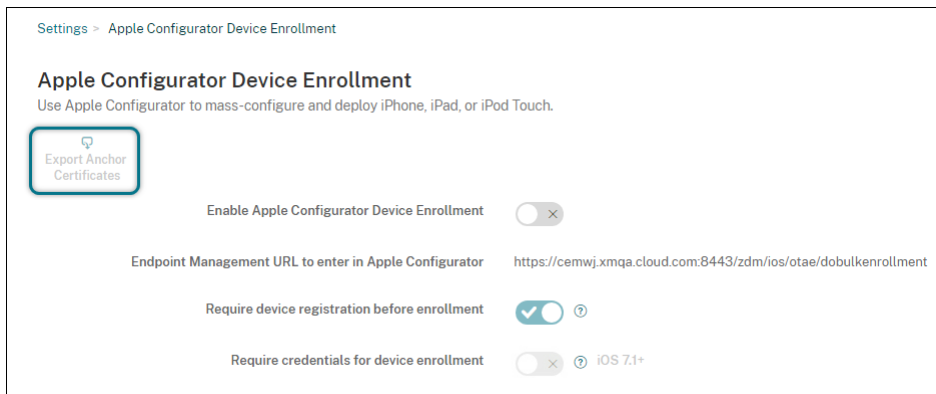 Settings > Apple Configurator Device Enrollment
Apple Configurator Device Enrollment
Use Apple Configurator to mass-configure and deploy iPhone, iPad, or iPod Touch.
Export Anchor
Certificates
Enable Apple Configurator Device Enrollment
Endpoint Management URL to enter in Apple Configurator https://cemwj.xmqa.cloud.com:8443/zdm/ios/otae/dobulkenrollment
Require device registration before enrollment ?
Require credentials for device enrollment ? iOS 7.1+